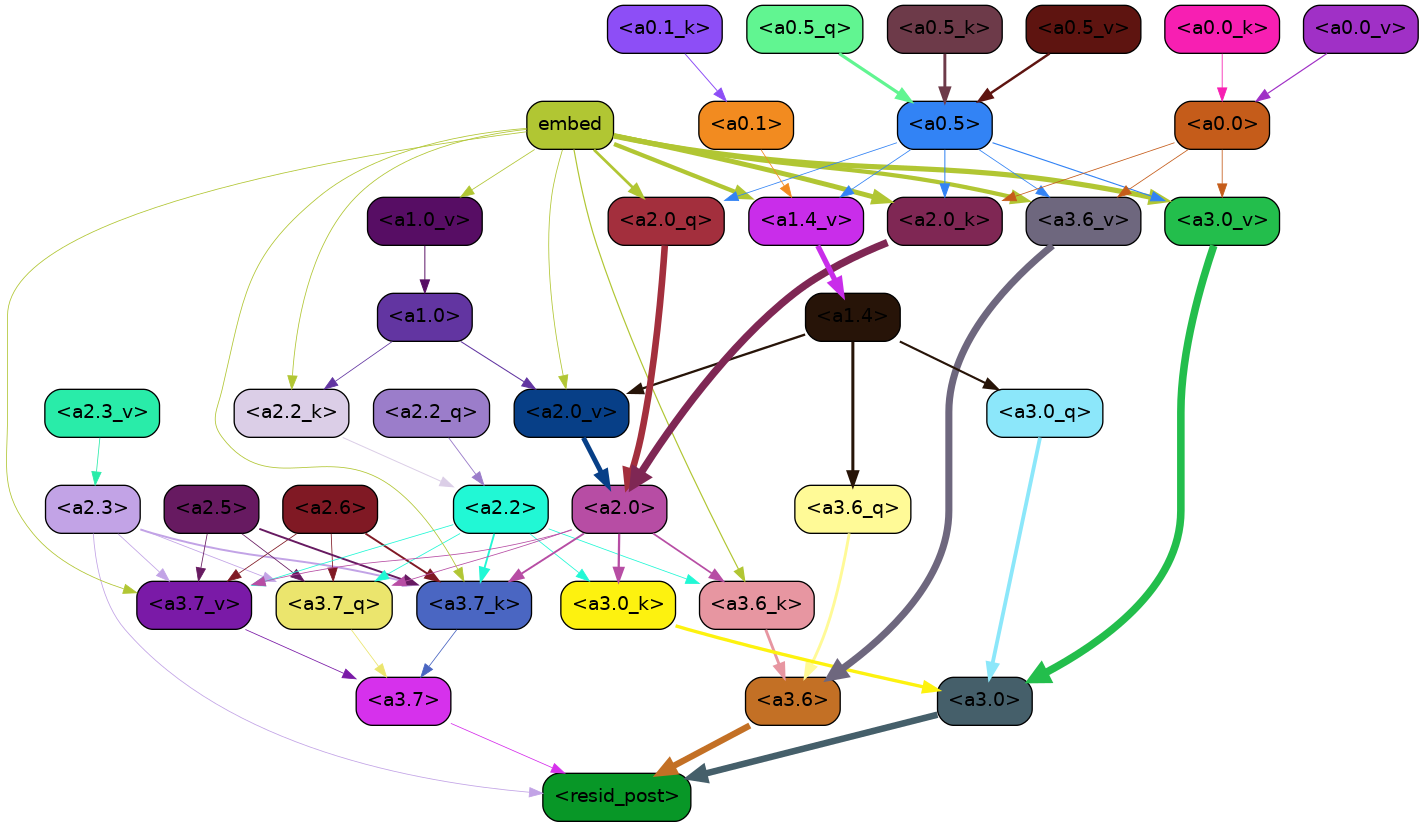 <a0.1_k> <a0.5_q> <a0.5_k> <a0.5_v> <a0.0_k> <a0.0_v>
embed <a0.1> <a0.5> <a0.0>
<a1.0_v> <a2.0_q> <a1.4_v> <a2.0_k> <a3.6_v> <a3.0_v>
<a1.0> <a1.4>
<a2.3_v> <a2.2_k> <a2.2_q> <a2.0_v> <a3.0_q>
<a2.3> <a2.5> <a2.6> <a2.2> <a2.0> <a3.6_q>
<a3.7_v> <a3.7_q> <a3.7_k> <a3.0_k> <a3.6_k>
<a3.7> <a3.6> <a3.0>
<resid_post>